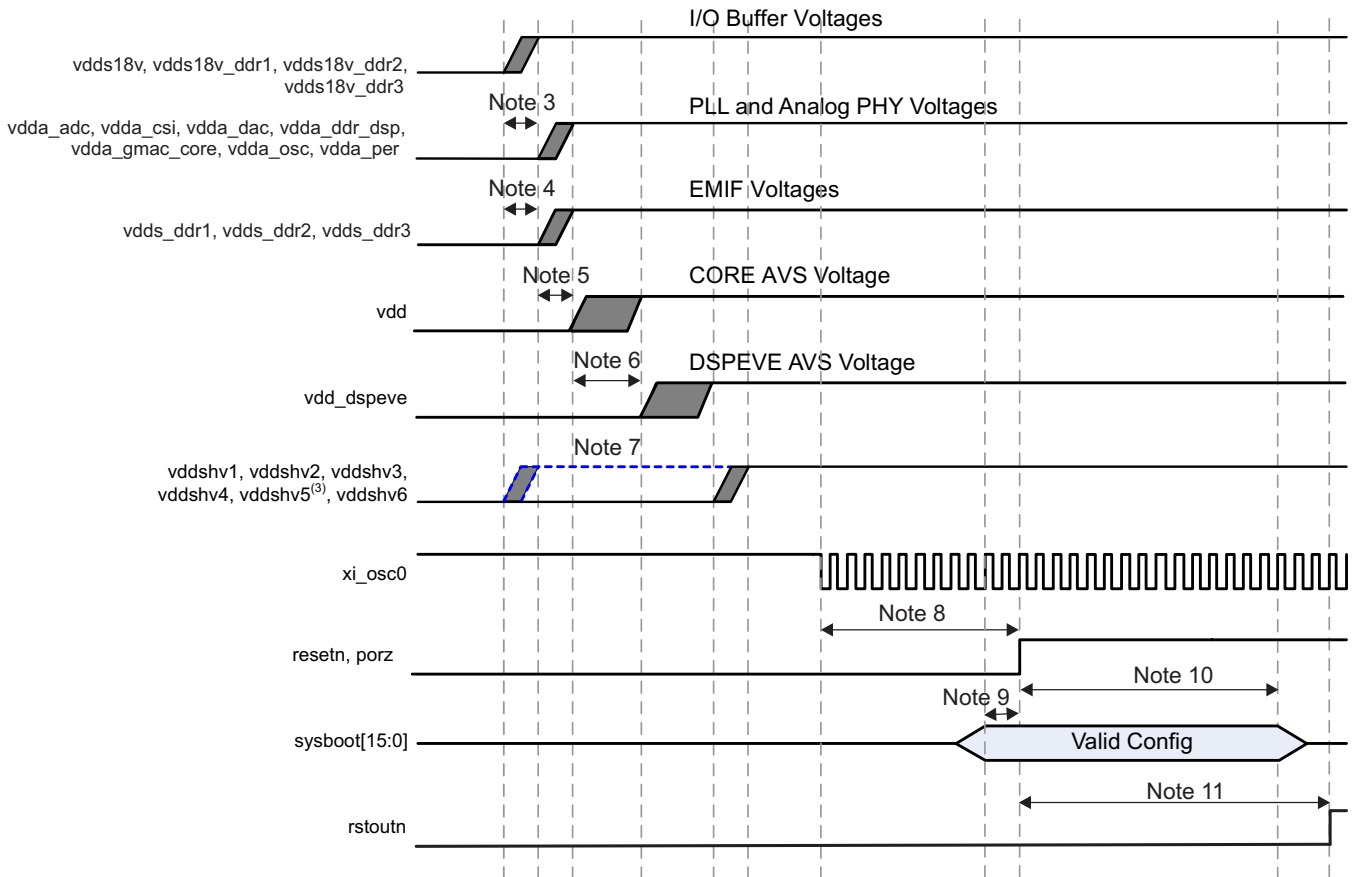 I/O Buffer Voltages
vdds18v, vdds18v_ddr1, vdds18v_ddr2,
vdds18v_ddr3
Note 3
PLL and Analog PHY Voltages
vdda_adc, vdda_csi, vdda_dac, vdda_ddr_dsp,
vdda_gmac_core, vdda_osc, vdda_per
Note 4
EMIF Voltages
vdds_ddr1, vdds_ddr2, vdds_ddr3
Note 5
CORE AVS Voltage
vdd
Note 6
DSPEVE AVS Voltage
vdd_dspeve
Note 7
vddshv1, vddshv2, vddshv3,
vddshv4, vddshv5(3), vddshv6
xi_osc0
Note 8
resetn, porz
Note 10
Note 9
sysboot[15:0]
Valid Config
Note 11
rstoutn